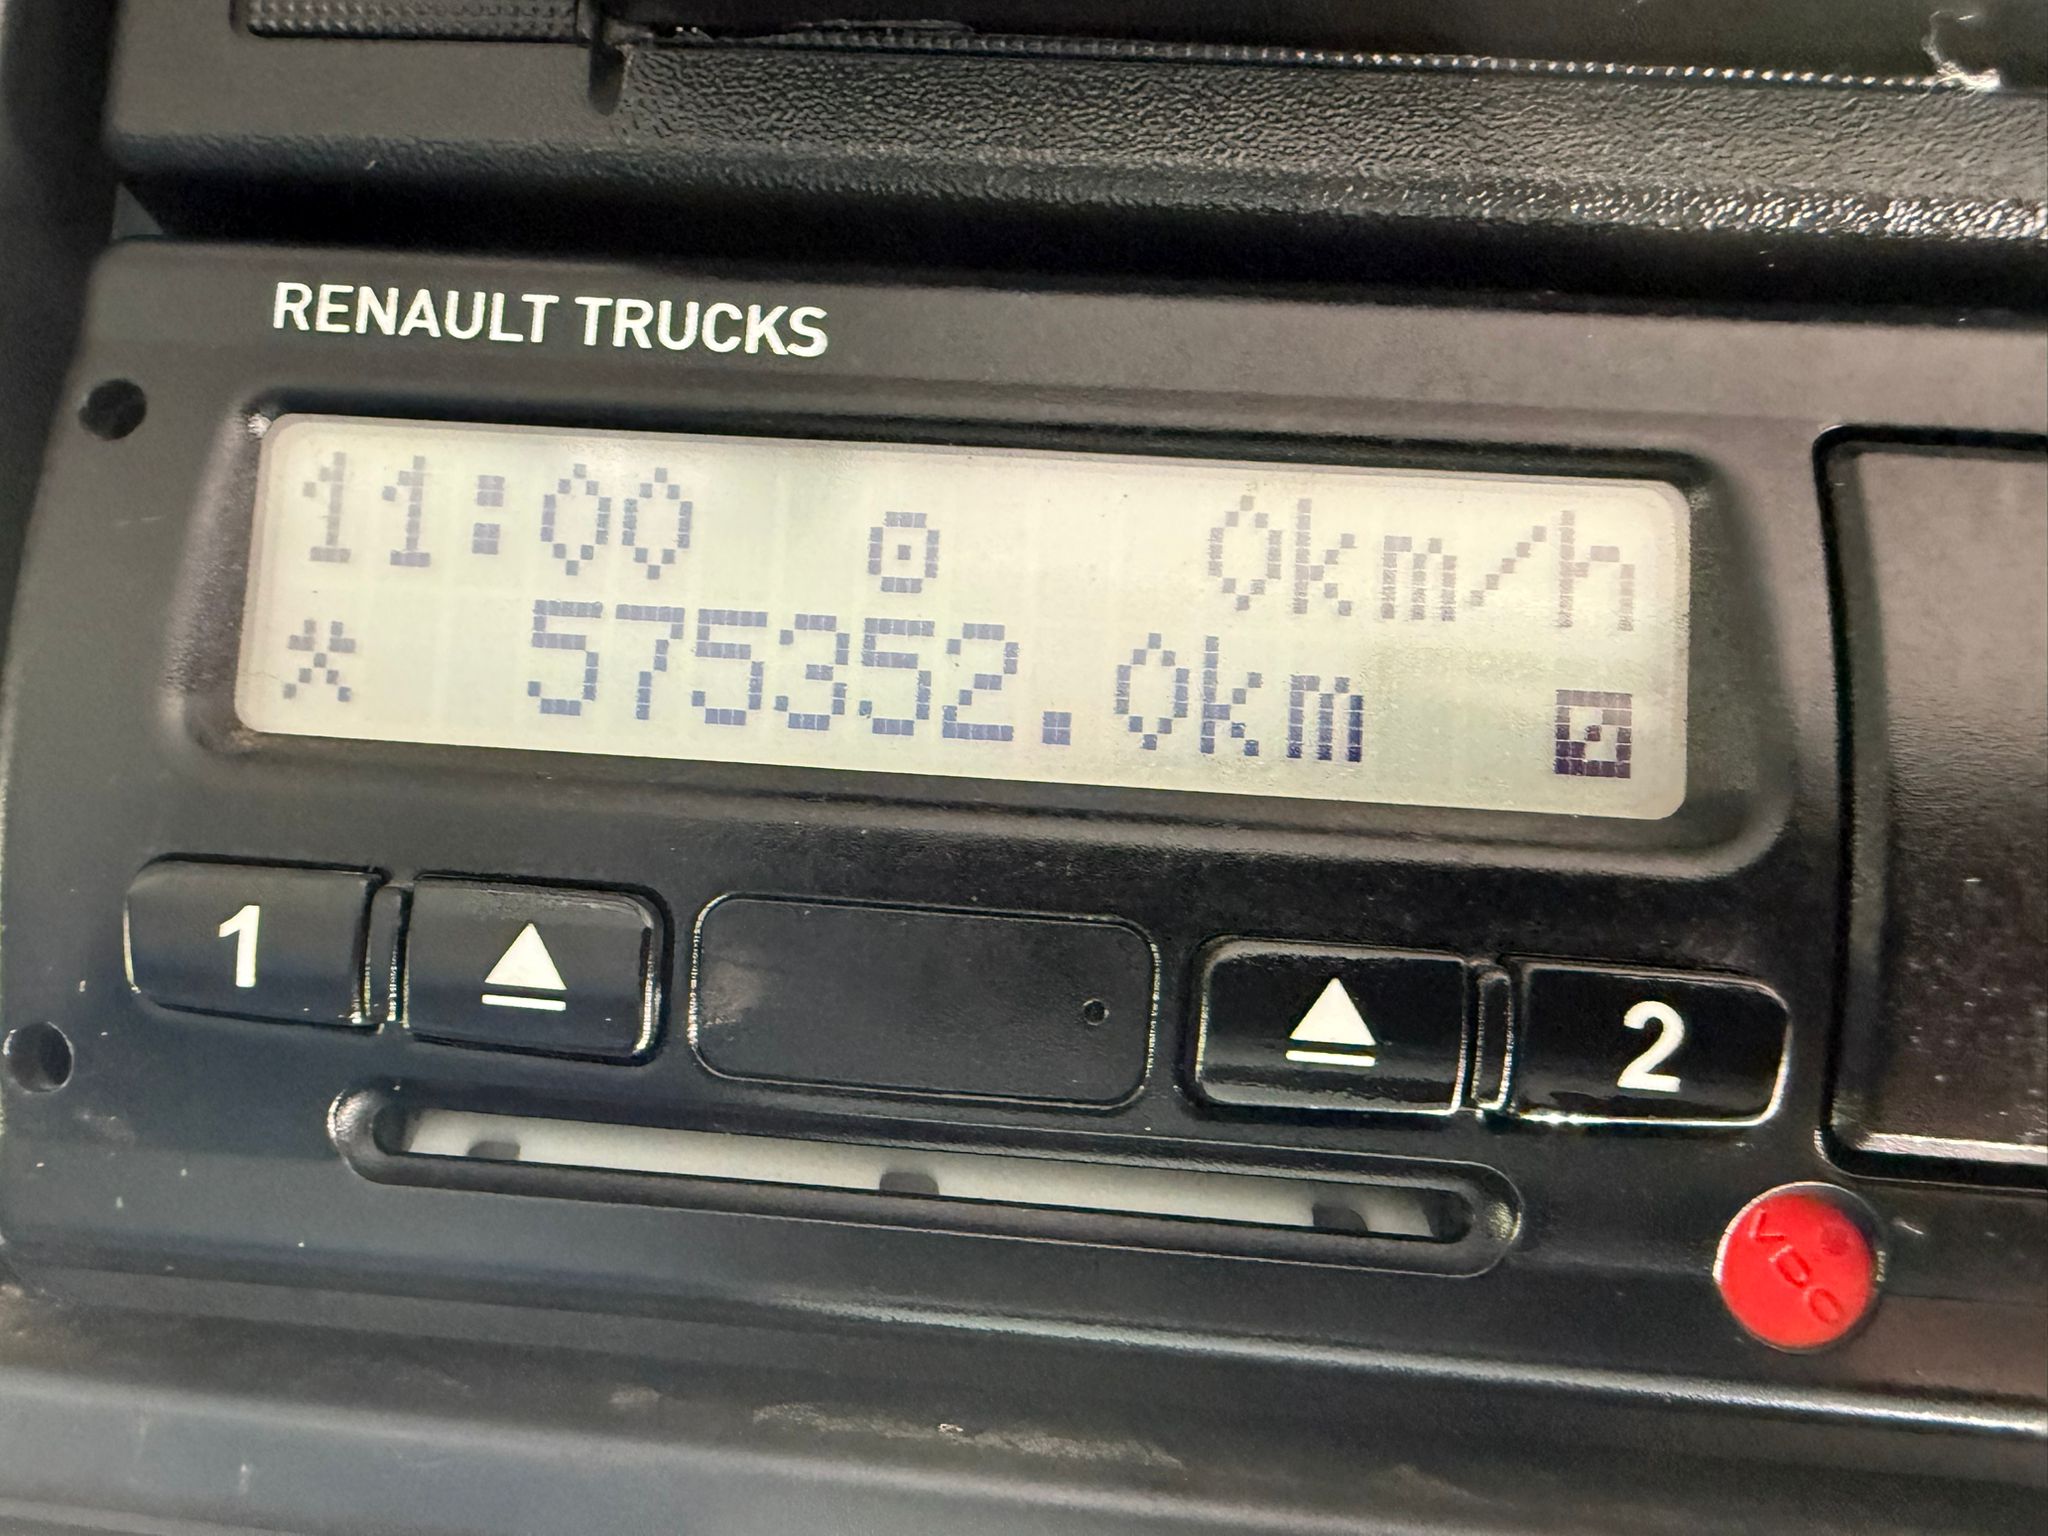 RENAULT TRUCKS
11:00 0km/h
575352.0km
1 2
VDO